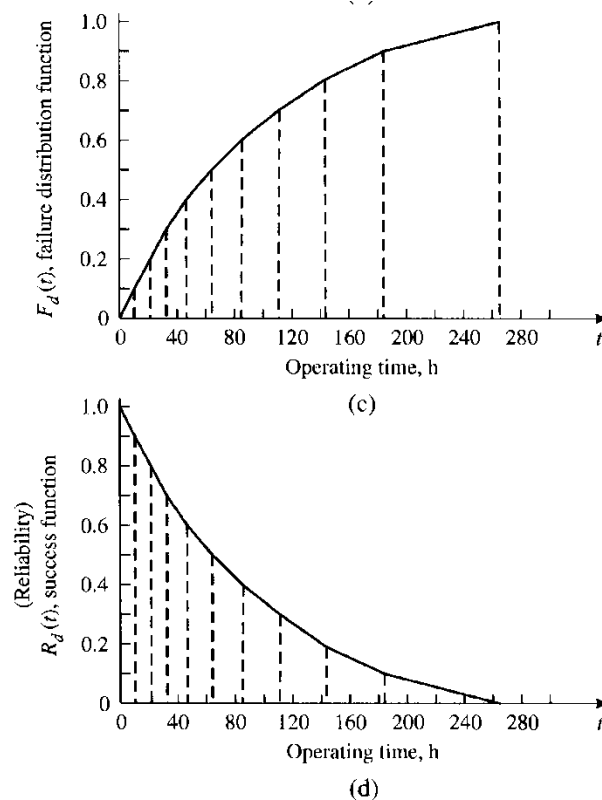 1.0
0.8
0.6
0.4
0.2
0
F_d(t), failure distribution function
0 40 80 120 160 200 240 280 t
Operating time, h
(c)
1.0
0.8
0.6
0.4
0.2
0
(Reliability)
R_d(t), success function
0 40 80 120 160 200 240 280 t
Operating time, h
(d)